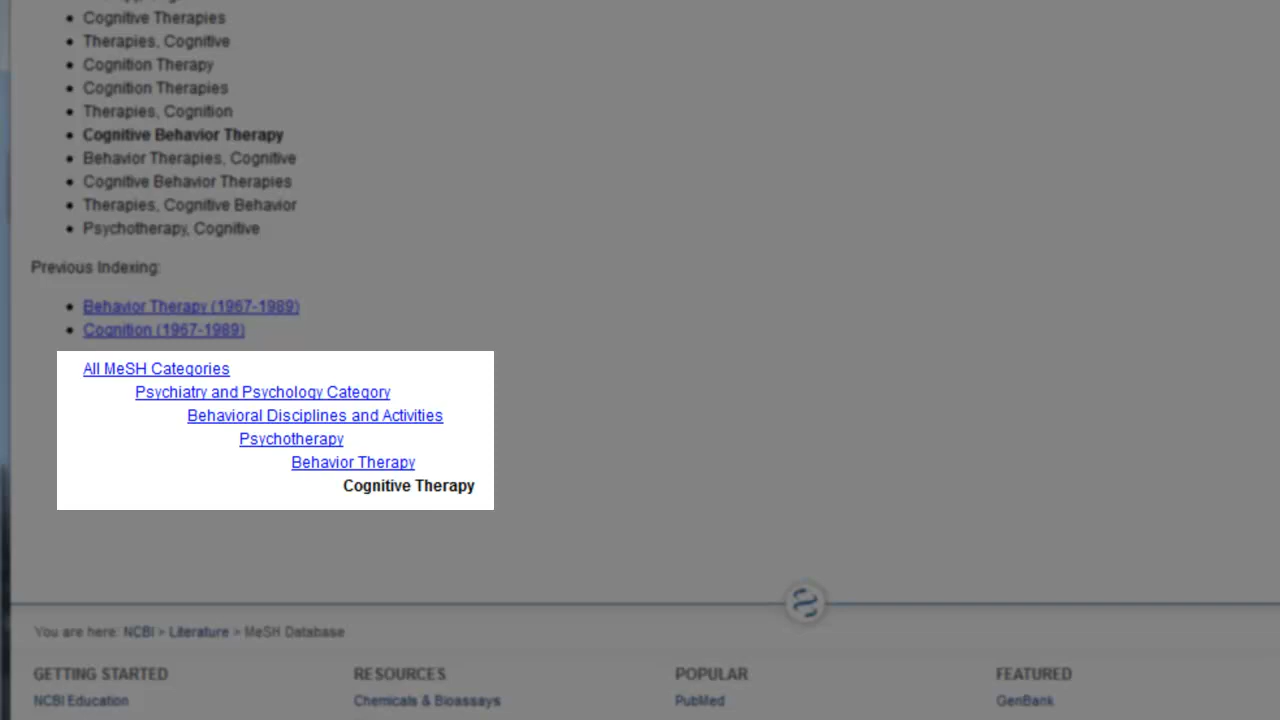 Cognitive Therapies
Therapies, Cognitive
Cognition Therapy
Cognition Therapies
Therapies, Cognition
Cognitive Behavior Therapy
Behavior Therapies, Cognitive
Cognitive Behavior Therapies
Therapies, Cognitive Behavior
Psychotherapy, Cognitive
Previous Indexing:
Behavior Therapy (1967-1989)
Cognition (1967-1989)
All MeSH Categories
Psychiatry and Psychology Category
Behavioral Disciplines and Activities
Psychotherapy
Behavior Therapy
Cognitive Therapy
You are here: NCBI > Literature > MeSH Database
GETTING STARTED RESOURCES POPULAR FEATURED
NCBI Education Chemicals & Bioassays PubMed GenBank